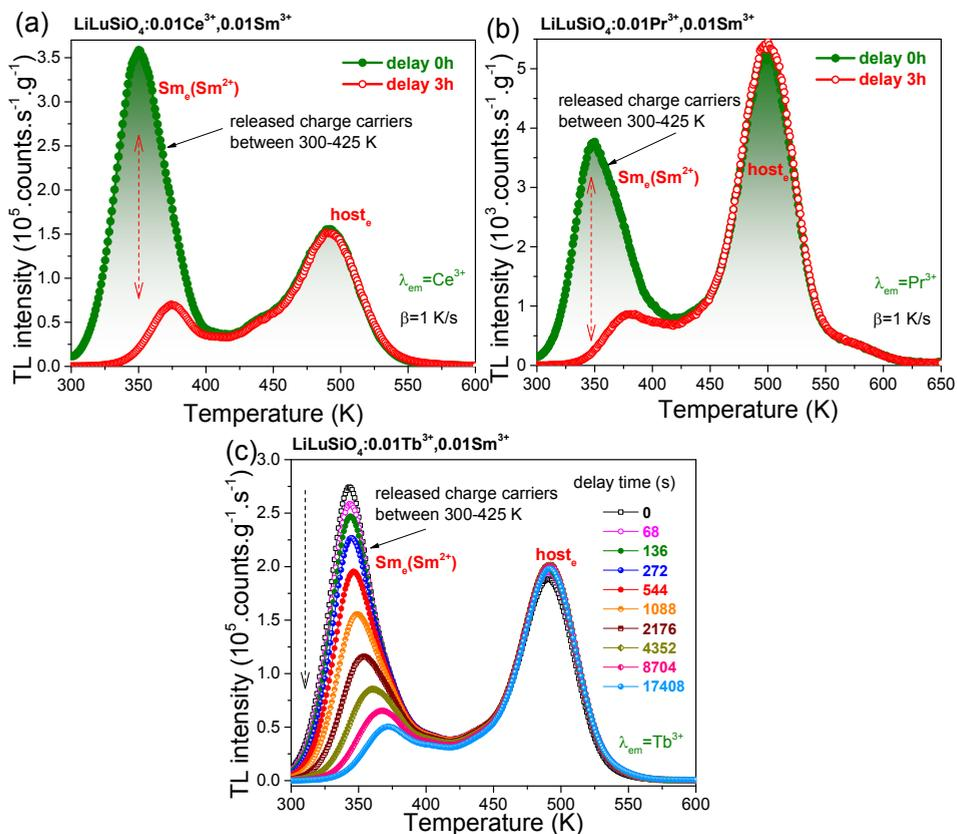 (a) LiLuSiO₄:0.01Ce³⁺,0.01Sm³⁺
TL intensity (10⁵.counts.s⁻¹.g⁻¹)
3.5
3.0
2.5
2.0
1.5
1.0
0.5
0.0
delay 0h
delay 3h
Smₑ(Sm²⁺)
released charge carriers
between 300-425 K
hostₑ
λₑₘ=Ce³⁺
β=1 K/s
300 350 400 450 500 550 600
Temperature (K)
(b) LiLuSiO₄:0.01Pr³⁺,0.01Sm³⁺
TL intensity (10³.counts.s⁻¹.g⁻¹)
5
4
3
2
1
0
delay 0h
delay 3h
released charge carriers
between 300-425 K
Smₑ(Sm²⁺)
hostₑ
λₑₘ=Pr³⁺
β=1 K/s
300 350 400 450 500 550 600 650
Temperature (K)
(c) LiLuSiO₄:0.01Tb³⁺,0.01Sm³⁺
TL intensity (10⁵.counts.g⁻¹.s⁻¹)
3.0
2.5
2.0
1.5
1.0
0.5
0.0
released charge carriers
between 300-425 K
Smₑ(Sm²⁺)
hostₑ
delay time (s)
0
68
136
272
544
1088
2176
4352
8704
17408
λₑₘ=Tb³⁺
300 350 400 450 500 550 600
Temperature (K)